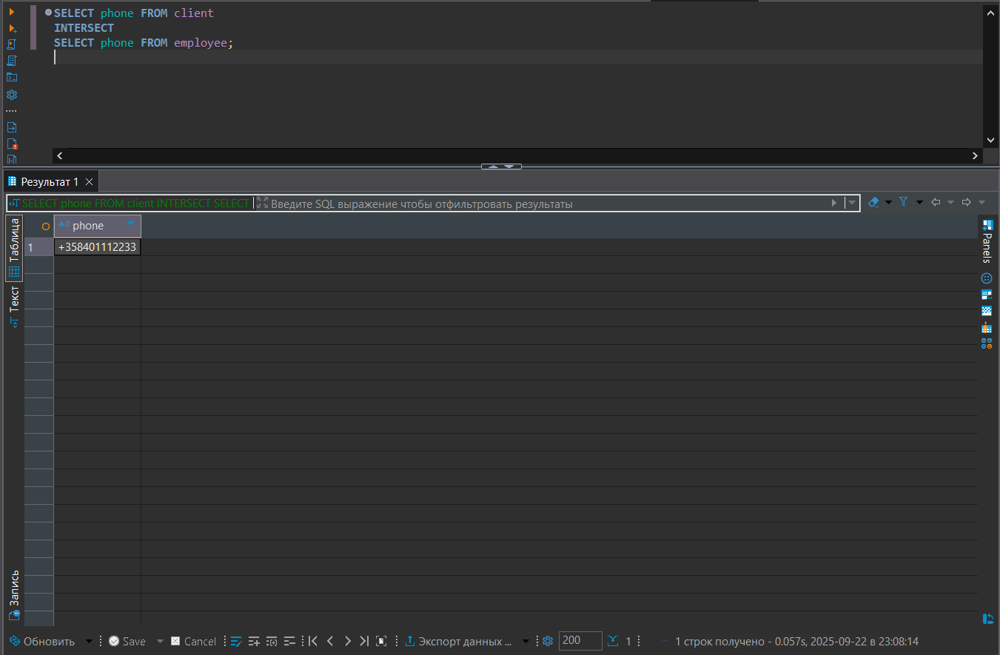 SELECT phone FROM client
INTERSECT
SELECT phone FROM employee;
Результат 1
SELECT phone FROM client INTERSECT SELECT Введите SQL выражение чтобы отфильтровать результаты
Таблица
Текст
Запись
A-Z phone
1 +358401112233
Panels
Обновить Save Cancel Экспорт данных ... 200 1 1 строк получено - 0.057s, 2025-09-22 в 23:08:14